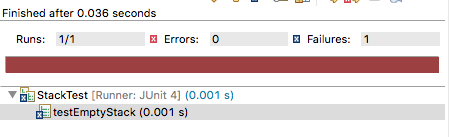 Finished after 0.036 seconds
Runs: 1/1 Errors: 0 Failures: 1
StackTest [Runner: JUnit 4] (0.001 s)
testEmptyStack (0.001 s)